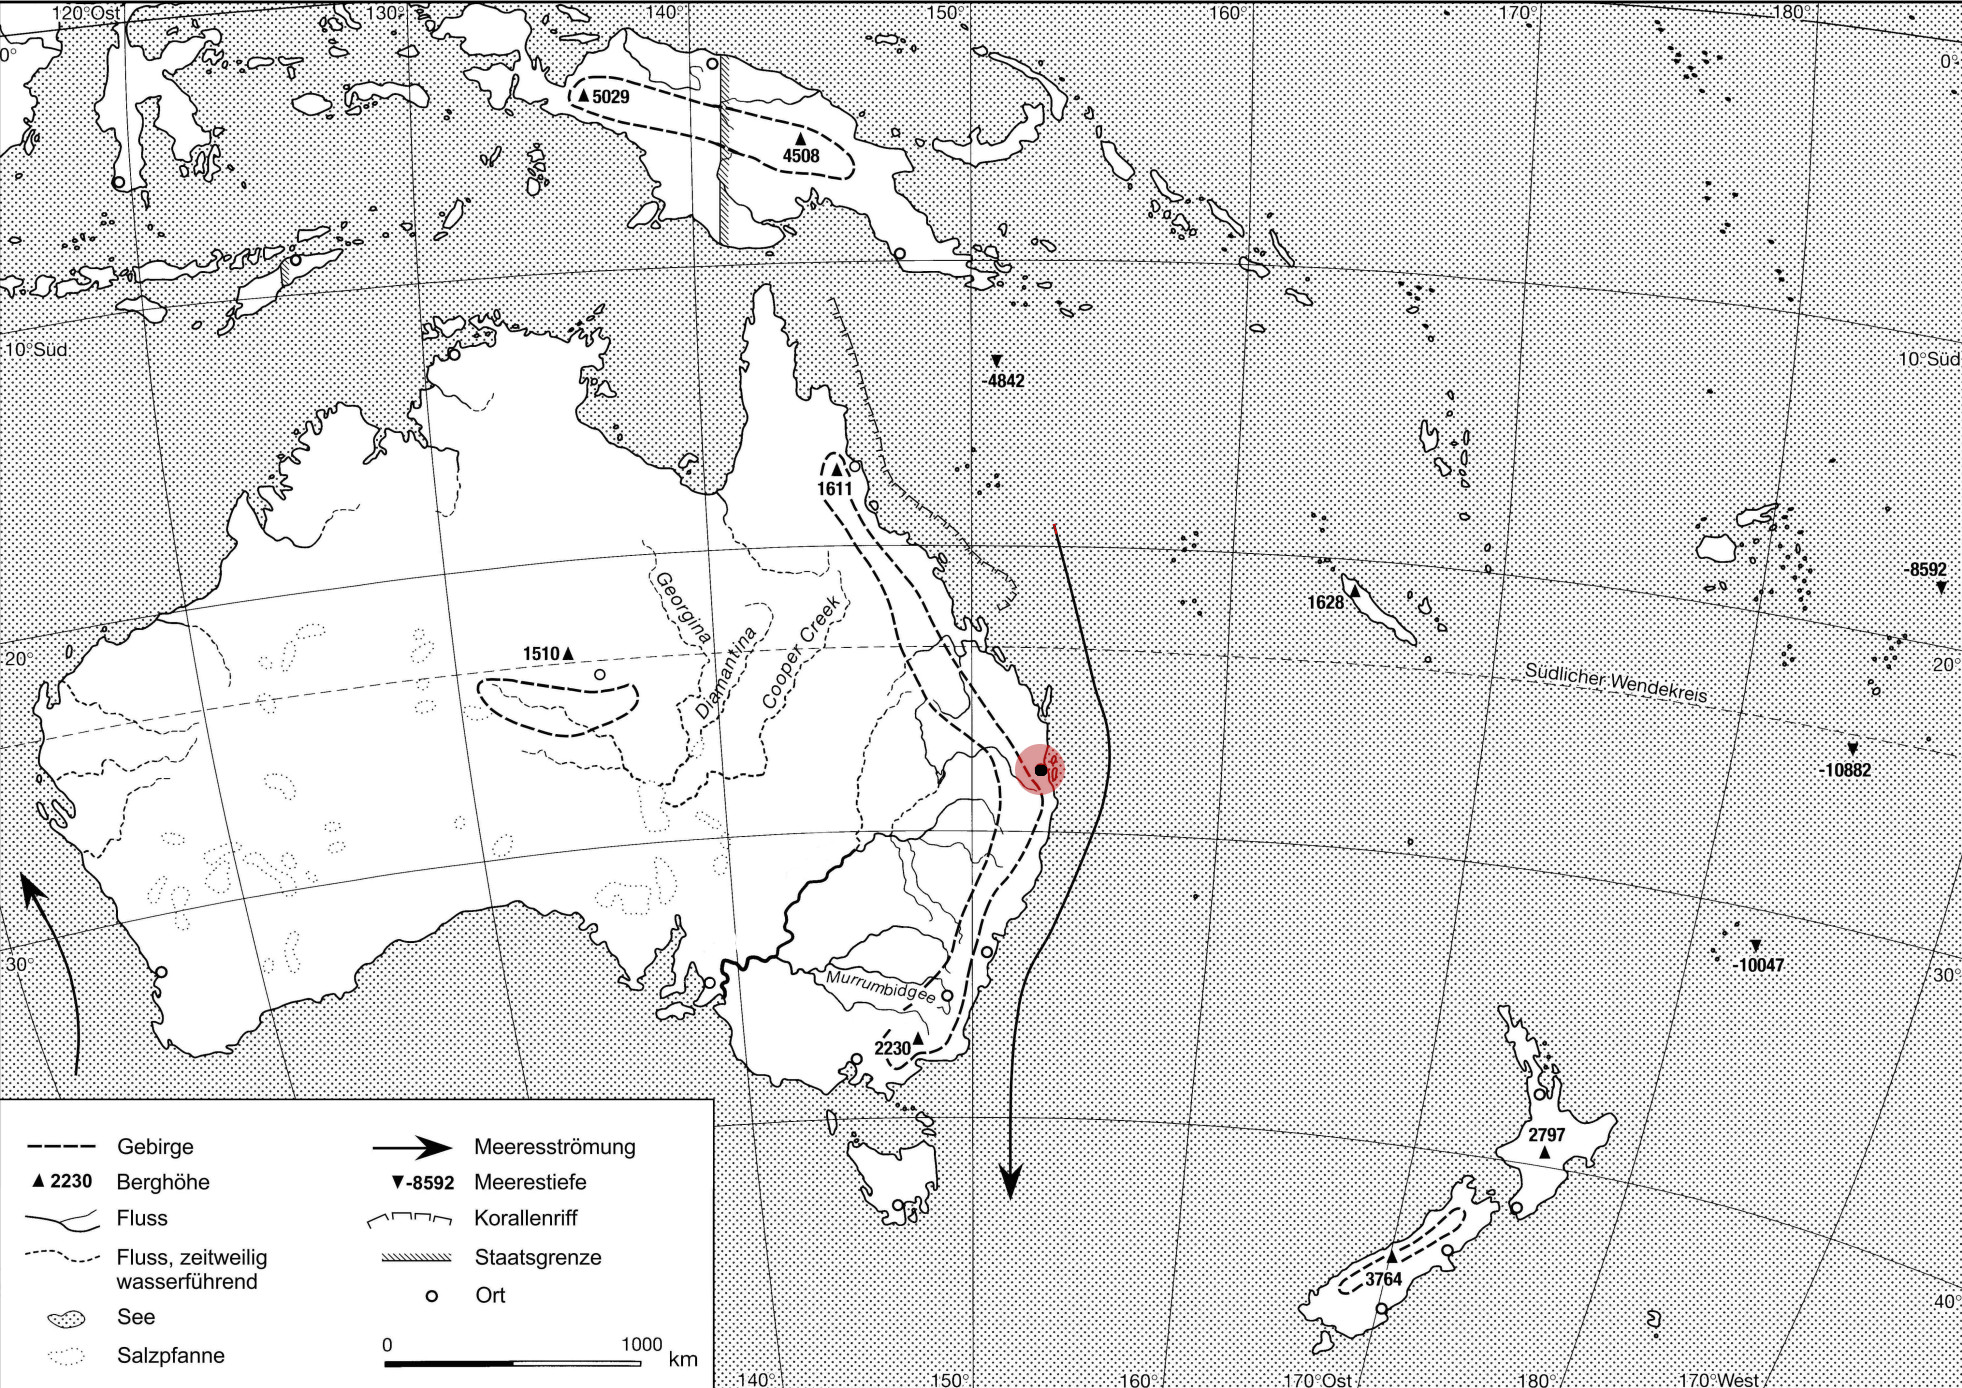 120°Ost
130°
140°
150°
160°
170°
180°
0°
0°
5029
4508
10°Süd
10°Süd
-4842
1611
-8592
Georgina
Diamantina
Cooper Creek
1628
1510
20°
20°
Südlicher Wendekreis
-10882
30°
30°
-10047
Murrumbidgee
2230
2797
3764
40°
Gebirge
2230 Berghöhe
Fluss
Fluss, zeitweilig
wasserführend
See
Salzpfanne
Meeresströmung
-8592 Meerestiefe
Korallenriff
Staatsgrenze
Ort
0 1000 km
140°
150°
160°
170°Ost
180°
170°West